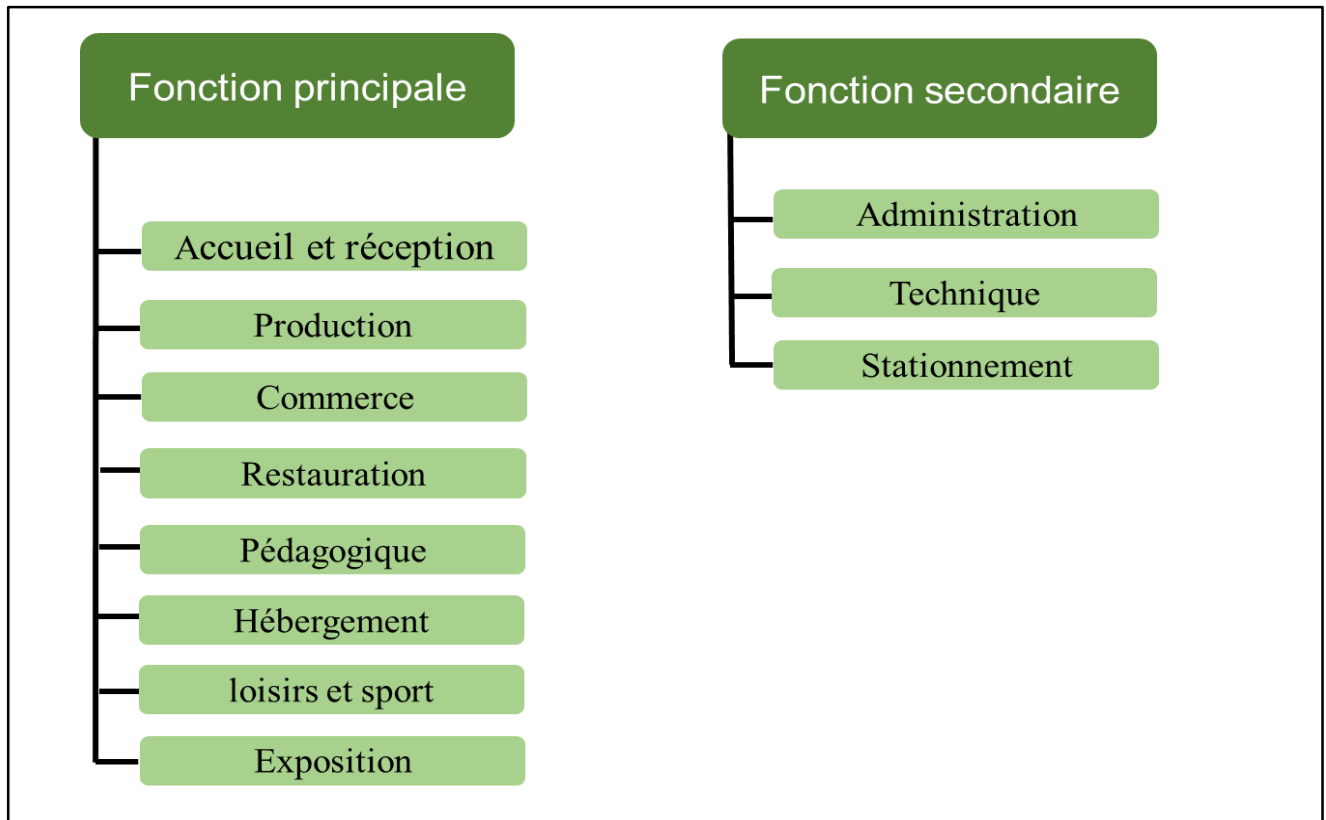 Fonction principale
Accueil et réception
Production
Commerce
Restauration
Pédagogique
Hébergement
loisirs et sport
Exposition
Fonction secondaire
Administration
Technique
Stationnement